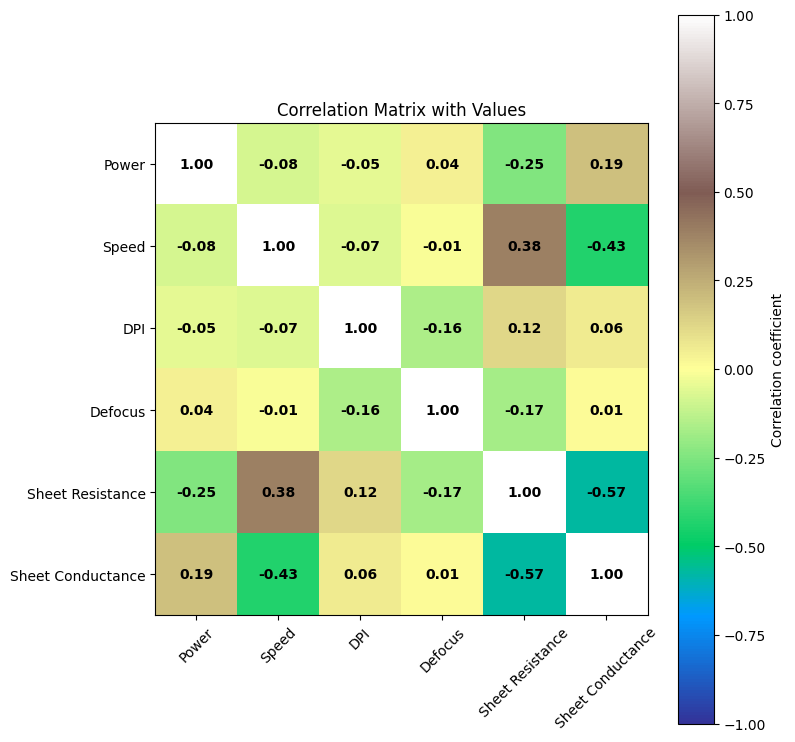 Correlation Matrix with Values
Power 1.00 -0.08 -0.05 0.04 -0.25 0.19
Speed -0.08 1.00 -0.07 -0.01 0.38 -0.43
DPI -0.05 -0.07 1.00 -0.16 0.12 0.06
Defocus 0.04 -0.01 -0.16 1.00 -0.17 0.01
Sheet Resistance -0.25 0.38 0.12 -0.17 1.00 -0.57
Sheet Conductance 0.19 -0.43 0.06 0.01 -0.57 1.00
Power
Speed
DPI
Defocus
Sheet Resistance
Sheet Conductance
1.00
0.75
0.50
0.25
0.00
−0.25
−0.50
−0.75
−1.00
Correlation coefficient